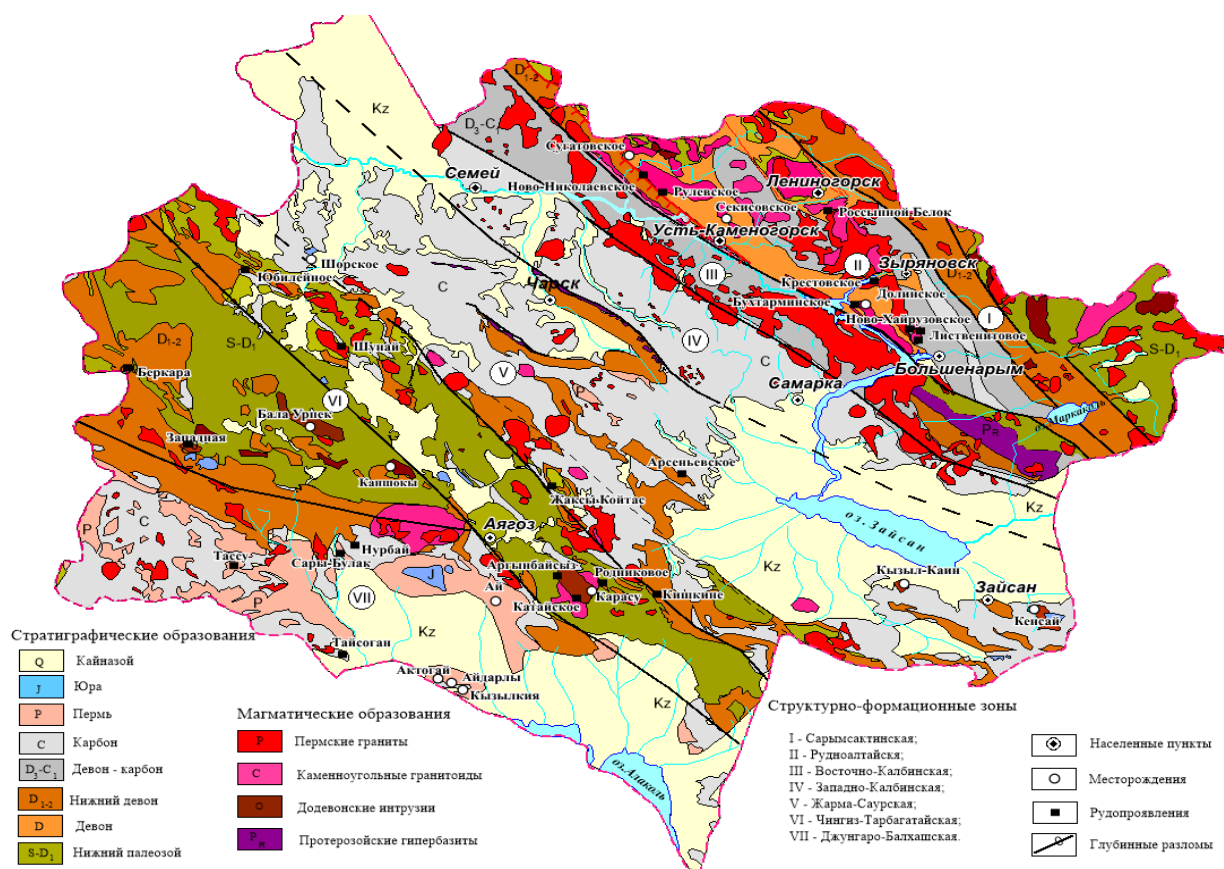 D1-2
Kz
D3-C1
Сугатовское
Семей
Ново-Николаевское
Рулевское
Лениногорск
Секисовское
Россыпной Белок
Усть-Каменогорск
II
Зыряновск
Шорское
Юбилейное
C
III
Крестовское
D1-2
Чарск
Бухтарминское
Долинское
Ново-Хайрузовское
I
Лиственитовое
IV
S-D1
D1-2
S-D1
Шунай
V
C
Большенарым
Беркара
P
Самарка
VI
Бала Урпек
PR
оз.Маркаколь
Западная
Арсеньевское
Каншокы
Жаксы-Койтас
Kz
P
C
Аягоз
оз.Зайсан
Нурбай
Тассу
Сары-Булак
Аргынбайсыз
Родниковое
Kz
Кызыл-Каин
J
Ай
Карасу
Кишкине
Зайсан
VII
Катайское
Кенсай
P
Kz
Тайсоган
Актогай
Айдарлы
Кызылкия
Kz
оз.Алаколь
Стратиграфические образования
Q Кайназой
J Юра
P Пермь
C Карбон
D3-C1 Девон - карбон
D1-2 Нижний девон
D Девон
S-D1 Нижний палеозой
Магматические образования
P Пермские граниты
C Каменноугольные гранитоиды
O Додевонские интрузии
PR Протерозойские гипербазиты
Структурно-формационные зоны
I - Сарымсактинская;
II - Рудноалтайскя;
III - Восточно-Калбинская;
IV - Западно-Калбинская;
V - Жарма-Саурская;
VI - Чингиз-Тарбагатайская;
VII - Джунгаро-Балхашская.
Населенные пункты
Месторождения
Рудопроявления
Глубинные разломы